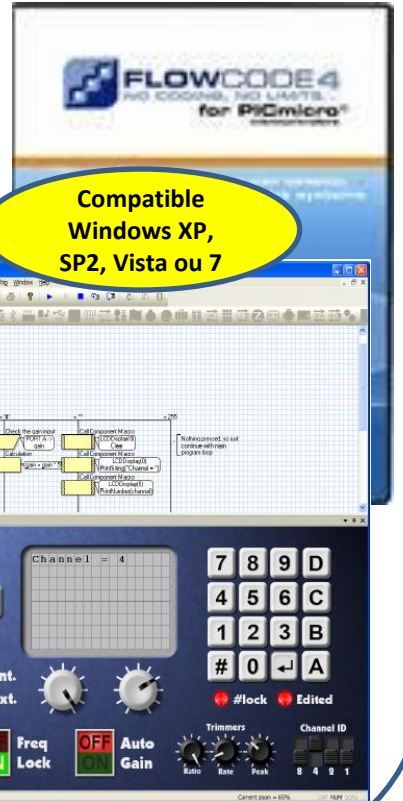 FLOWCODE 4
NO CODING, NO LIMITS...
for PICmicro®
Compatible
Windows XP,
SP2, Vista ou 7
Window
Check the gain input
PORT A->
gain
Calculation
Call Component Macro
LCDDisplay(0)
Clear
Call Component Macro
LCDDisplay(0)
PrintString("Channel = ")
Call Component Macro
LCDDisplay(0)
PrintNumber(channel)
255
Nothing pressed, so just
continue with main
program loop
Channel = 4
7 8 9 D
4 5 6 C
1 2 3 B
# 0 ↵ A
nt.
xt.
#lock Edited
Freq
Lock
OFF
ON
Auto
Gain
Trimmers
Ratio Rate Peak
Channel ID
8 4 2 1
Current zoom = 60%
NUM